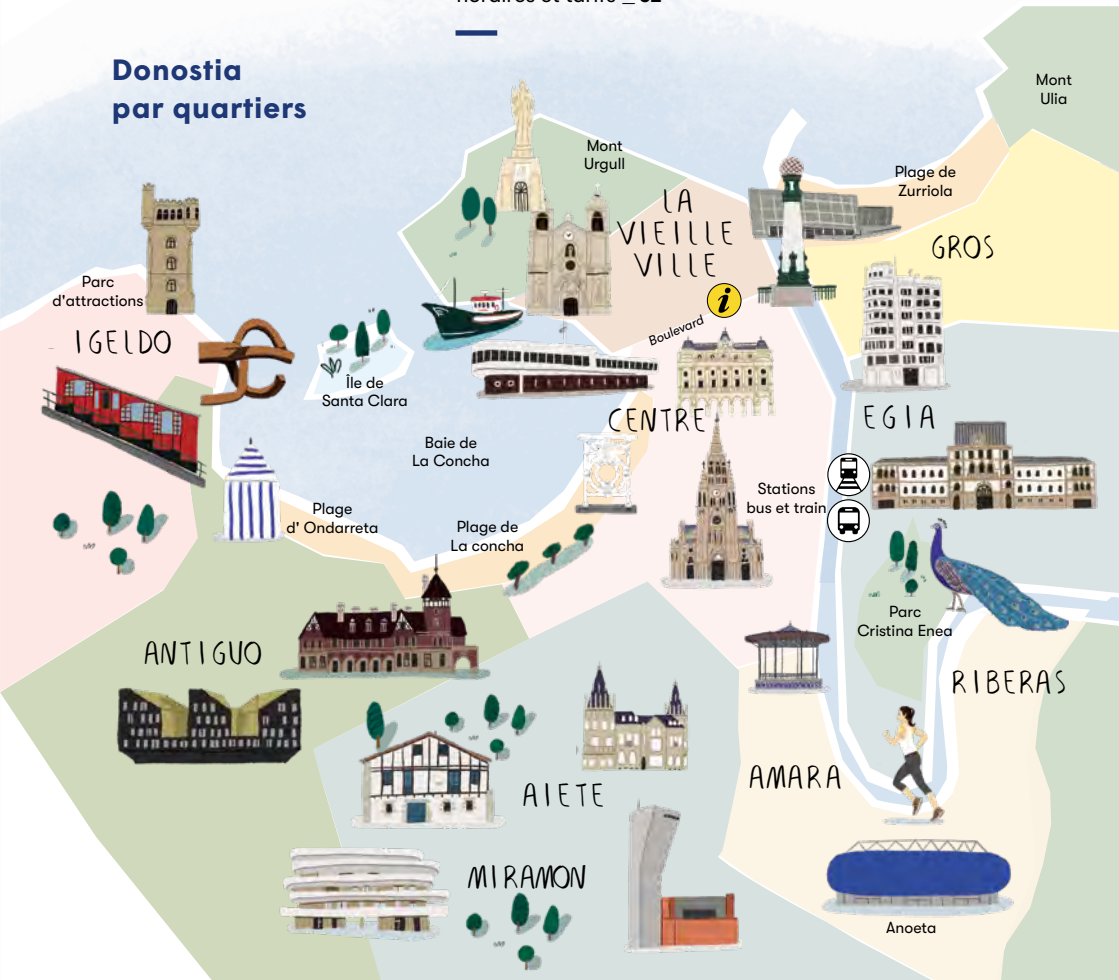 Donostia
par quartiers
Mont
Ulia
Mont
Urgull
Plage de
Zurriola
LA
VIEILLE
VILLE
GROS
Parc
d'attractions
IGELDO
i
Boulevard
Île de
Santa Clara
CENTRE
EGIA
Baie de
La Concha
Stations
bus et train
Plage
d' Ondarreta
Plage de
La concha
Parc
Cristina Enea
ANTIGUO
RIBERAS
AMARA
AIETE
MIRAMON
Anoeta